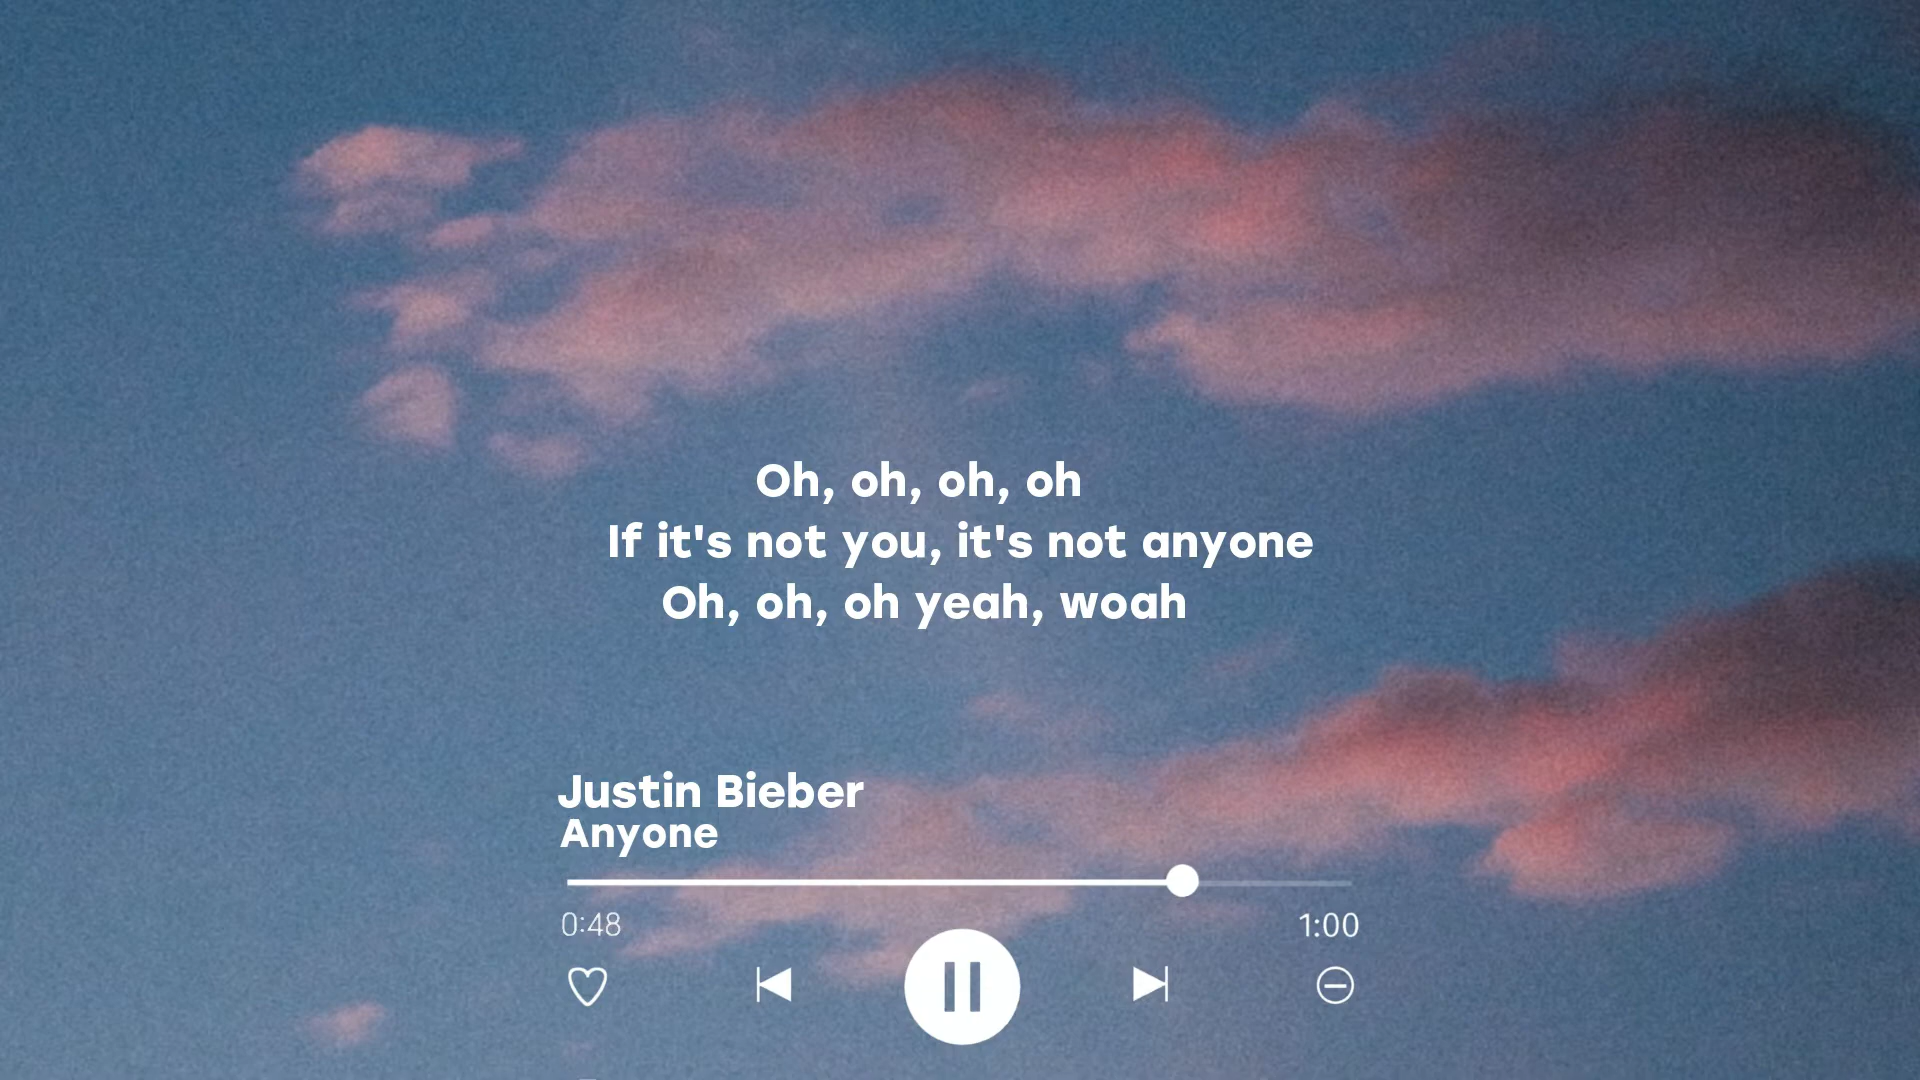 Oh, oh, oh, oh
If it's not you, it's not anyone
Oh, oh, oh yeah, woah
Justin Bieber
Anyone
0:48
1:00